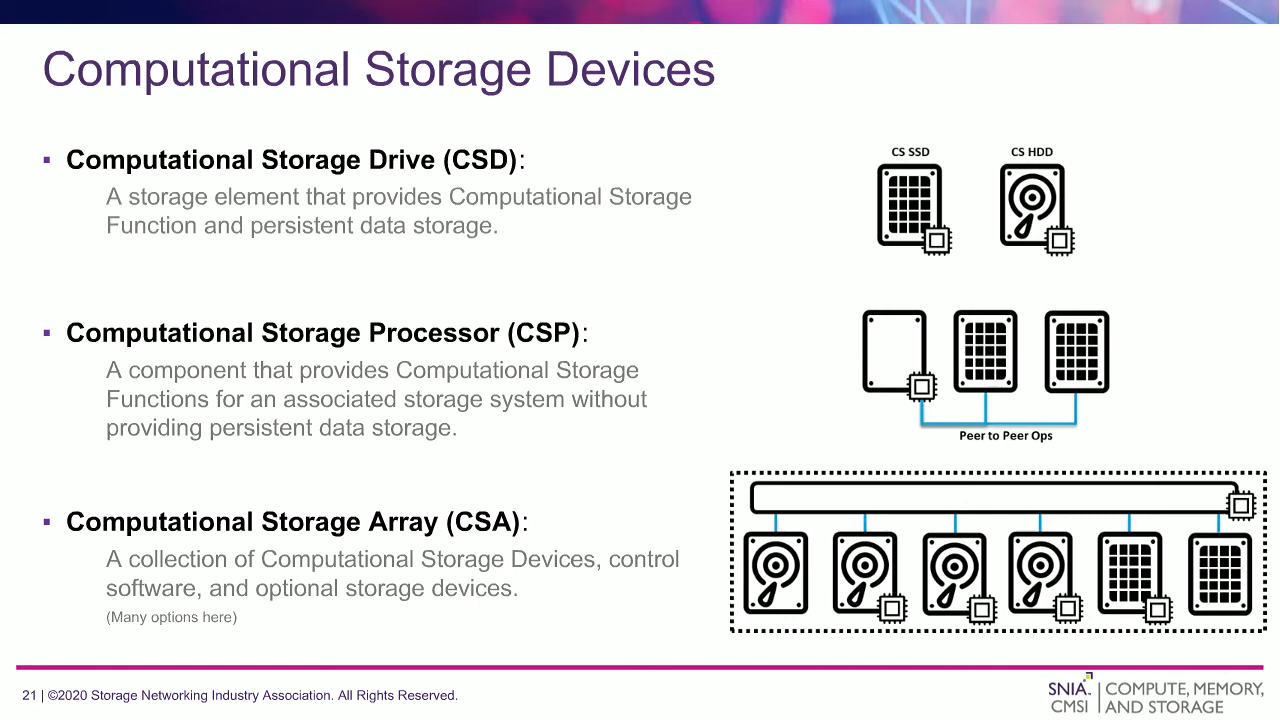 Computational Storage Devices
▪ Computational Storage Drive (CSD):
A storage element that provides Computational Storage
Function and persistent data storage.
CS SSD
CS HDD
▪ Computational Storage Processor (CSP):
A component that provides Computational Storage
Functions for an associated storage system without
providing persistent data storage.
Peer to Peer Ops
▪ Computational Storage Array (CSA):
A collection of Computational Storage Devices, control
software, and optional storage devices.
(Many options here)
21 | ©2020 Storage Networking Industry Association. All Rights Reserved.
SNIA.
CMSI
COMPUTE, MEMORY,
AND STORAGE